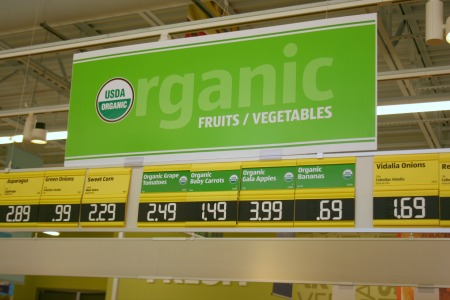 USDA
ORGANIC
rganic
FRUITS / VEGETABLES
Asparagus
2.89
Green Onions
.99
Sweet Corn
2.29
Organic Grape
Tomatoes
2.49
Organic
Baby Carrots
1.49
Organic
Gala Apples
3.99
Organic
Bananas
.69
Vidalia Onions
1.69